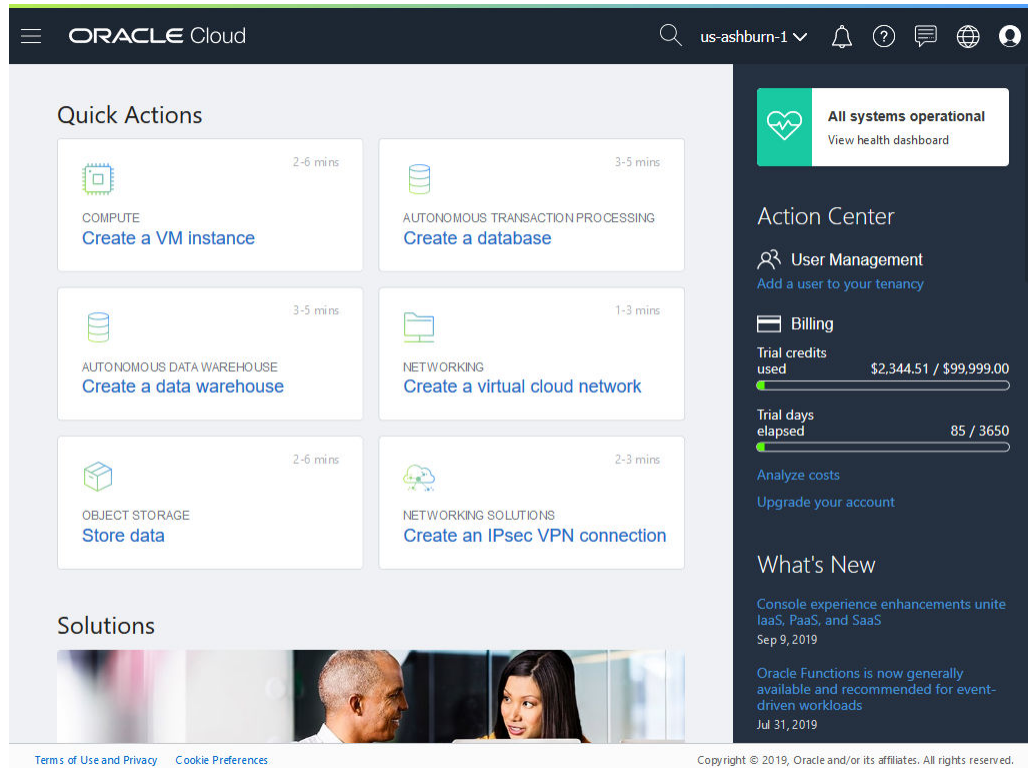 ORACLE Cloud
us-ashburn-1
Quick Actions
2-6 mins
COMPUTE
Create a VM instance
3-5 mins
AUTONOMOUS TRANSACTION PROCESSING
Create a database
3-5 mins
AUTONOMOUS DATA WAREHOUSE
Create a data warehouse
1-3 mins
NETWORKING
Create a virtual cloud network
2-6 mins
OBJECT STORAGE
Store data
2-3 mins
NETWORKING SOLUTIONS
Create an IPsec VPN connection
Solutions
All systems operational
View health dashboard
Action Center
User Management
Add a user to your tenancy
Billing
Trial credits
used $2,344.51 / $99,999.00
Trial days
elapsed 85 / 3650
Analyze costs
Upgrade your account
What's New
Console experience enhancements unite
IaaS, PaaS, and SaaS
Sep 9, 2019
Oracle Functions is now generally
available and recommended for event-
driven workloads
Jul 31, 2019
Terms of Use and Privacy Cookie Preferences
Copyright © 2019, Oracle and/or its affiliates. All rights reserved.